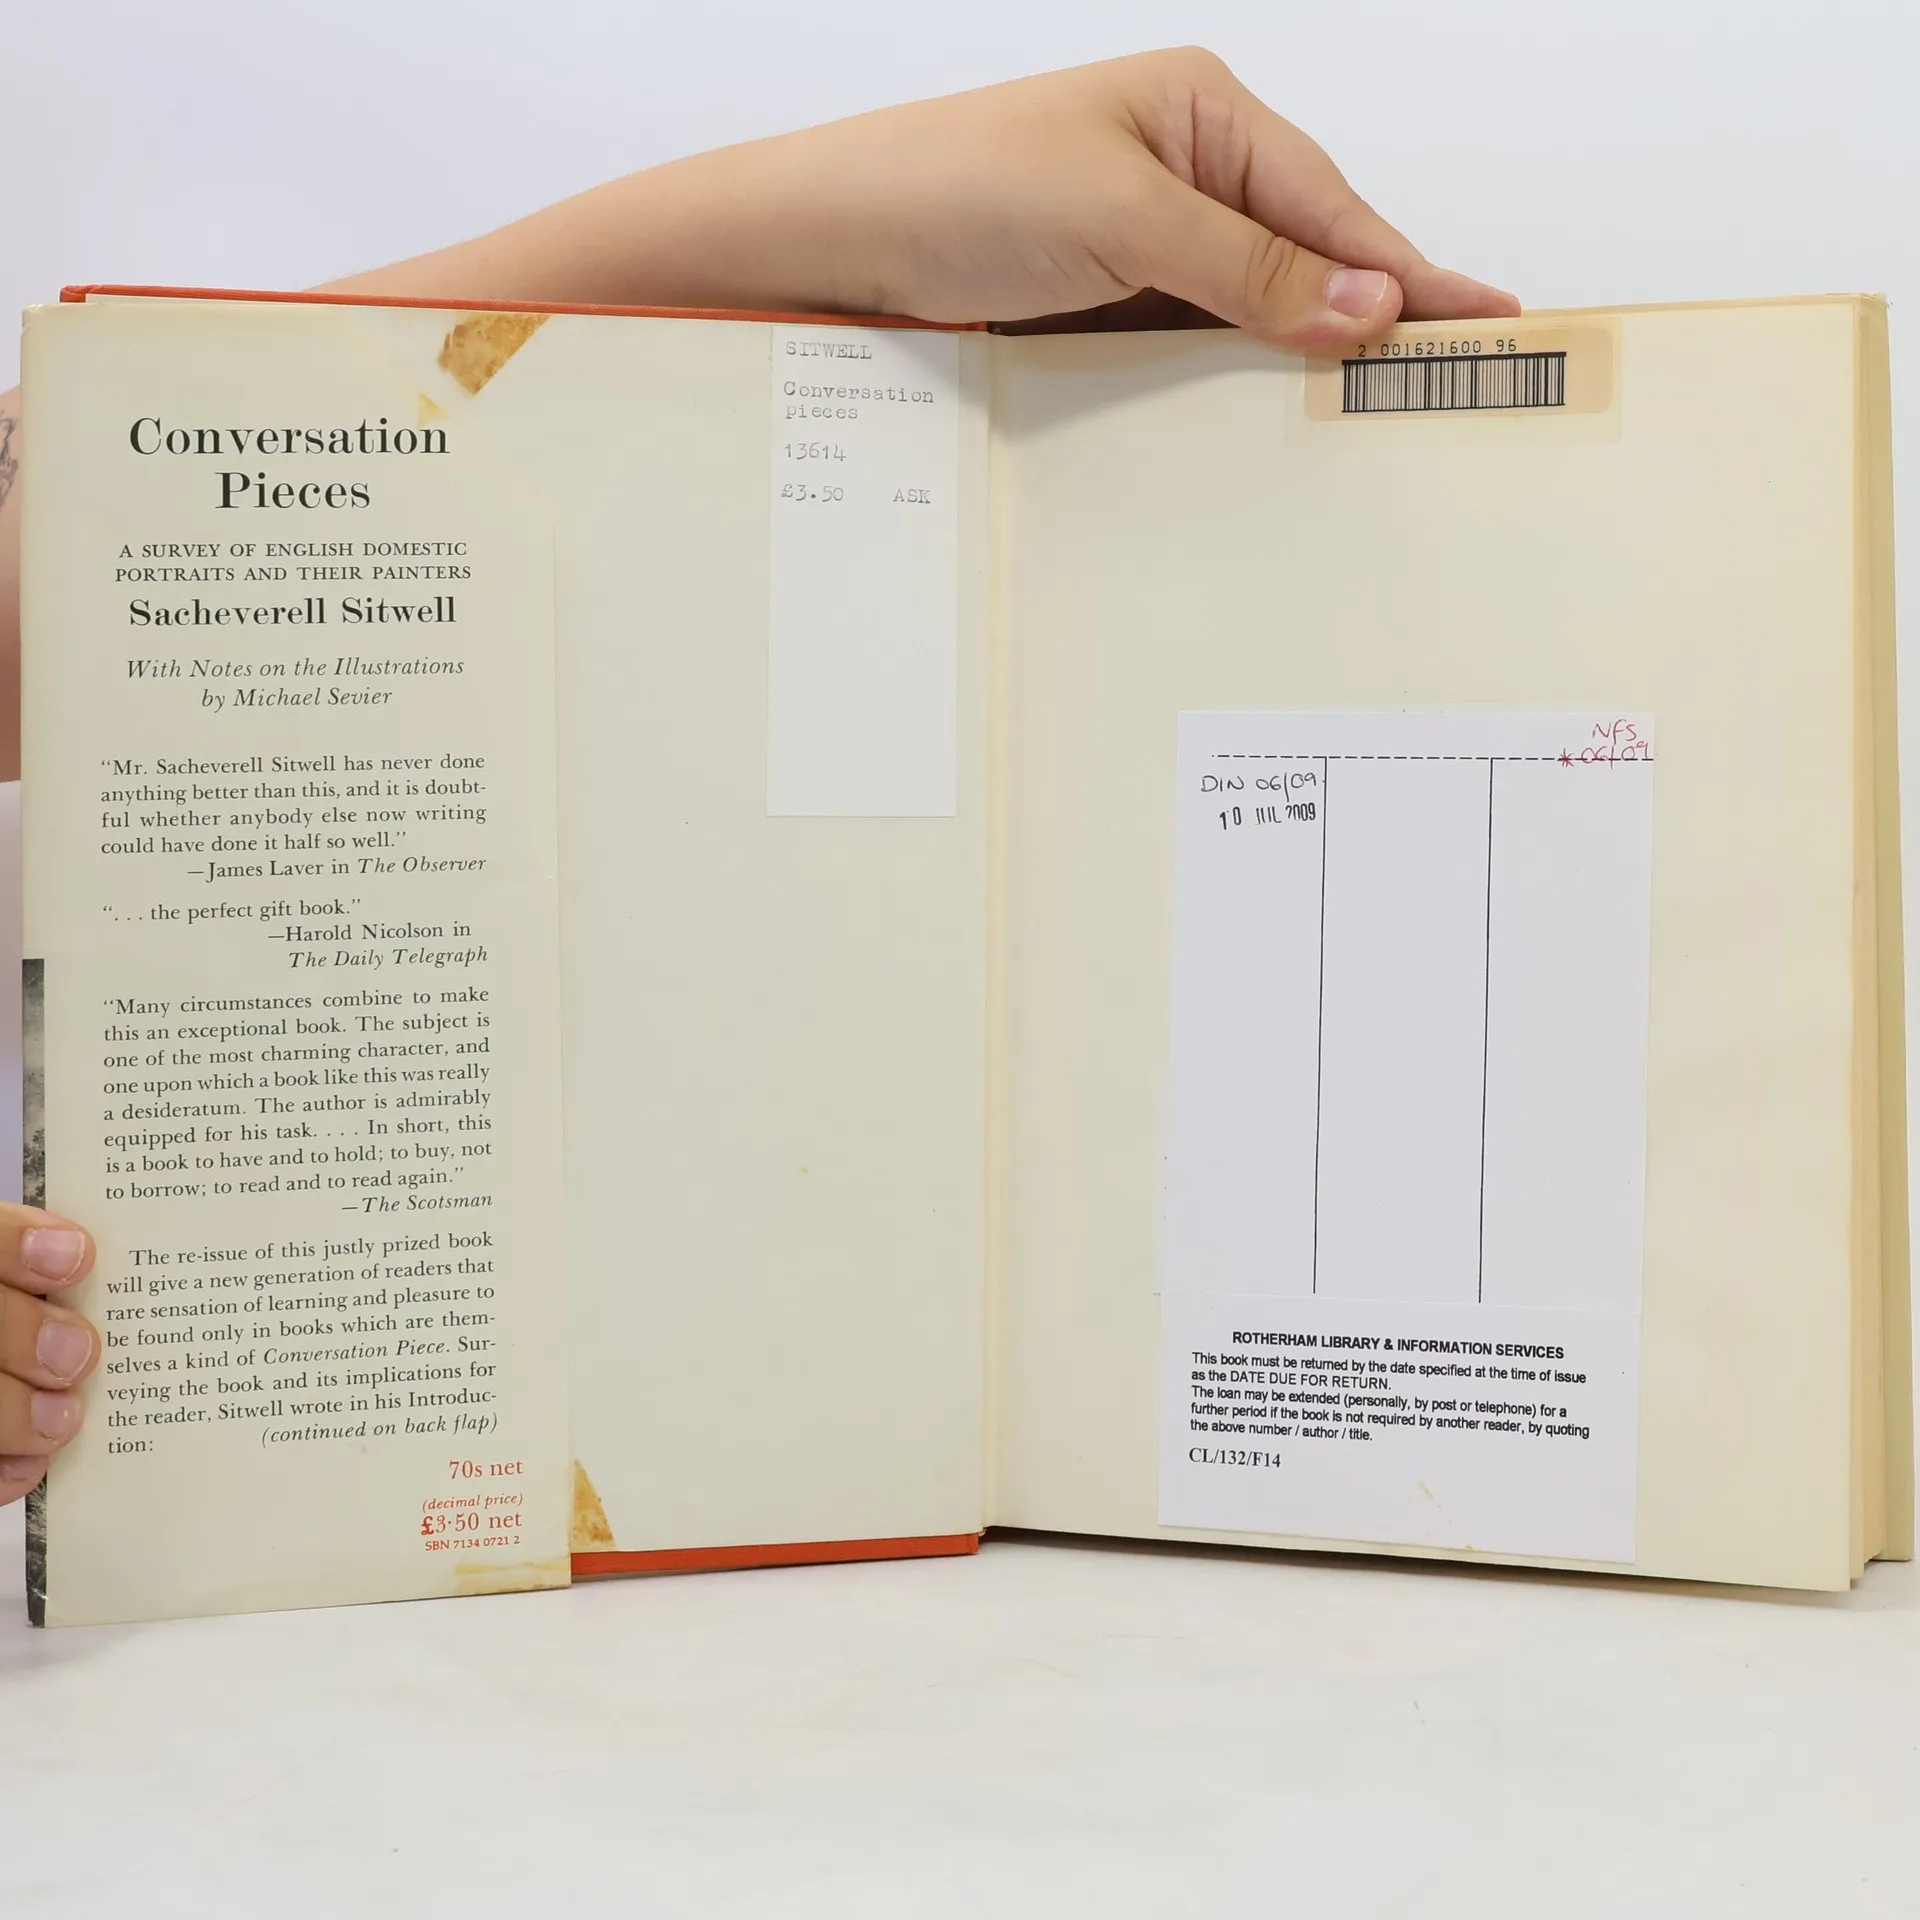 Conversation
Pieces
A SURVEY OF ENGLISH DOMESTIC
PORTRAITS AND THEIR PAINTERS
Sacheverell Sitwell
With Notes on the Illustrations
by Michael Sevier
“Mr. Sacheverell Sitwell has never done
anything better than this, and it is doubt-
ful whether anybody else now writing
could have done it half so well.”
—James Laver in The Observer
“. . . the perfect gift book.”
—Harold Nicolson in
The Daily Telegraph
“Many circumstances combine to make
this an exceptional book. The subject is
one of the most charming character, and
one upon which a book like this was really
a desideratum. The author is admirably
equipped for his task. . . . In short, this
is a book to have and to hold; to buy, not
to borrow; to read and to read again.”
—The Scotsman
The re-issue of this justly prized book
will give a new generation of readers that
rare sensation of learning and pleasure to
be found only in books which are them-
selves a kind of Conversation Piece. Sur-
veying the book and its implications for
the reader, Sitwell wrote in his Introduc-
tion: (continued on back flap)
70s net
(decimal price)
£3·50 net
SBN 7134 0721 2
SITWELL
Conversation
pieces
13614
£3.50 ASK
2 001621600 96
NFS
* 06/09
DIN 06/09
10 JUL 2009
ROTHERHAM LIBRARY & INFORMATION SERVICES
This book must be returned by the date specified at the time of issue
as the DATE DUE FOR RETURN.
The loan may be extended (personally, by post or telephone) for a
further period if the book is not required by another reader, by quoting
the above number / author / title.
CL/132/F14